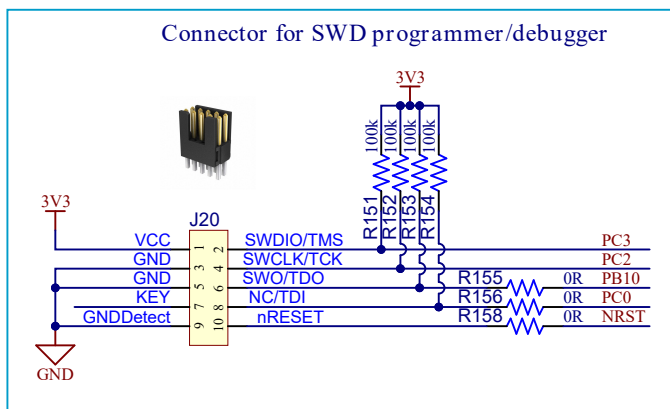 Connector for SWD programmer/debugger
3V3
100k 100k 100k 100k
R151 R152 R153 R154
3V3
J20
VCC 1 2 SWDIO/TMS PC3
GND 3 4 SWCLK/TCK PC2
GND 5 6 SWO/TDO R155 0R PB10
KEY 7 8 NC/TDI R156 0R PC0
GNDDetect 9 10 nRESET R158 0R NRST
GND